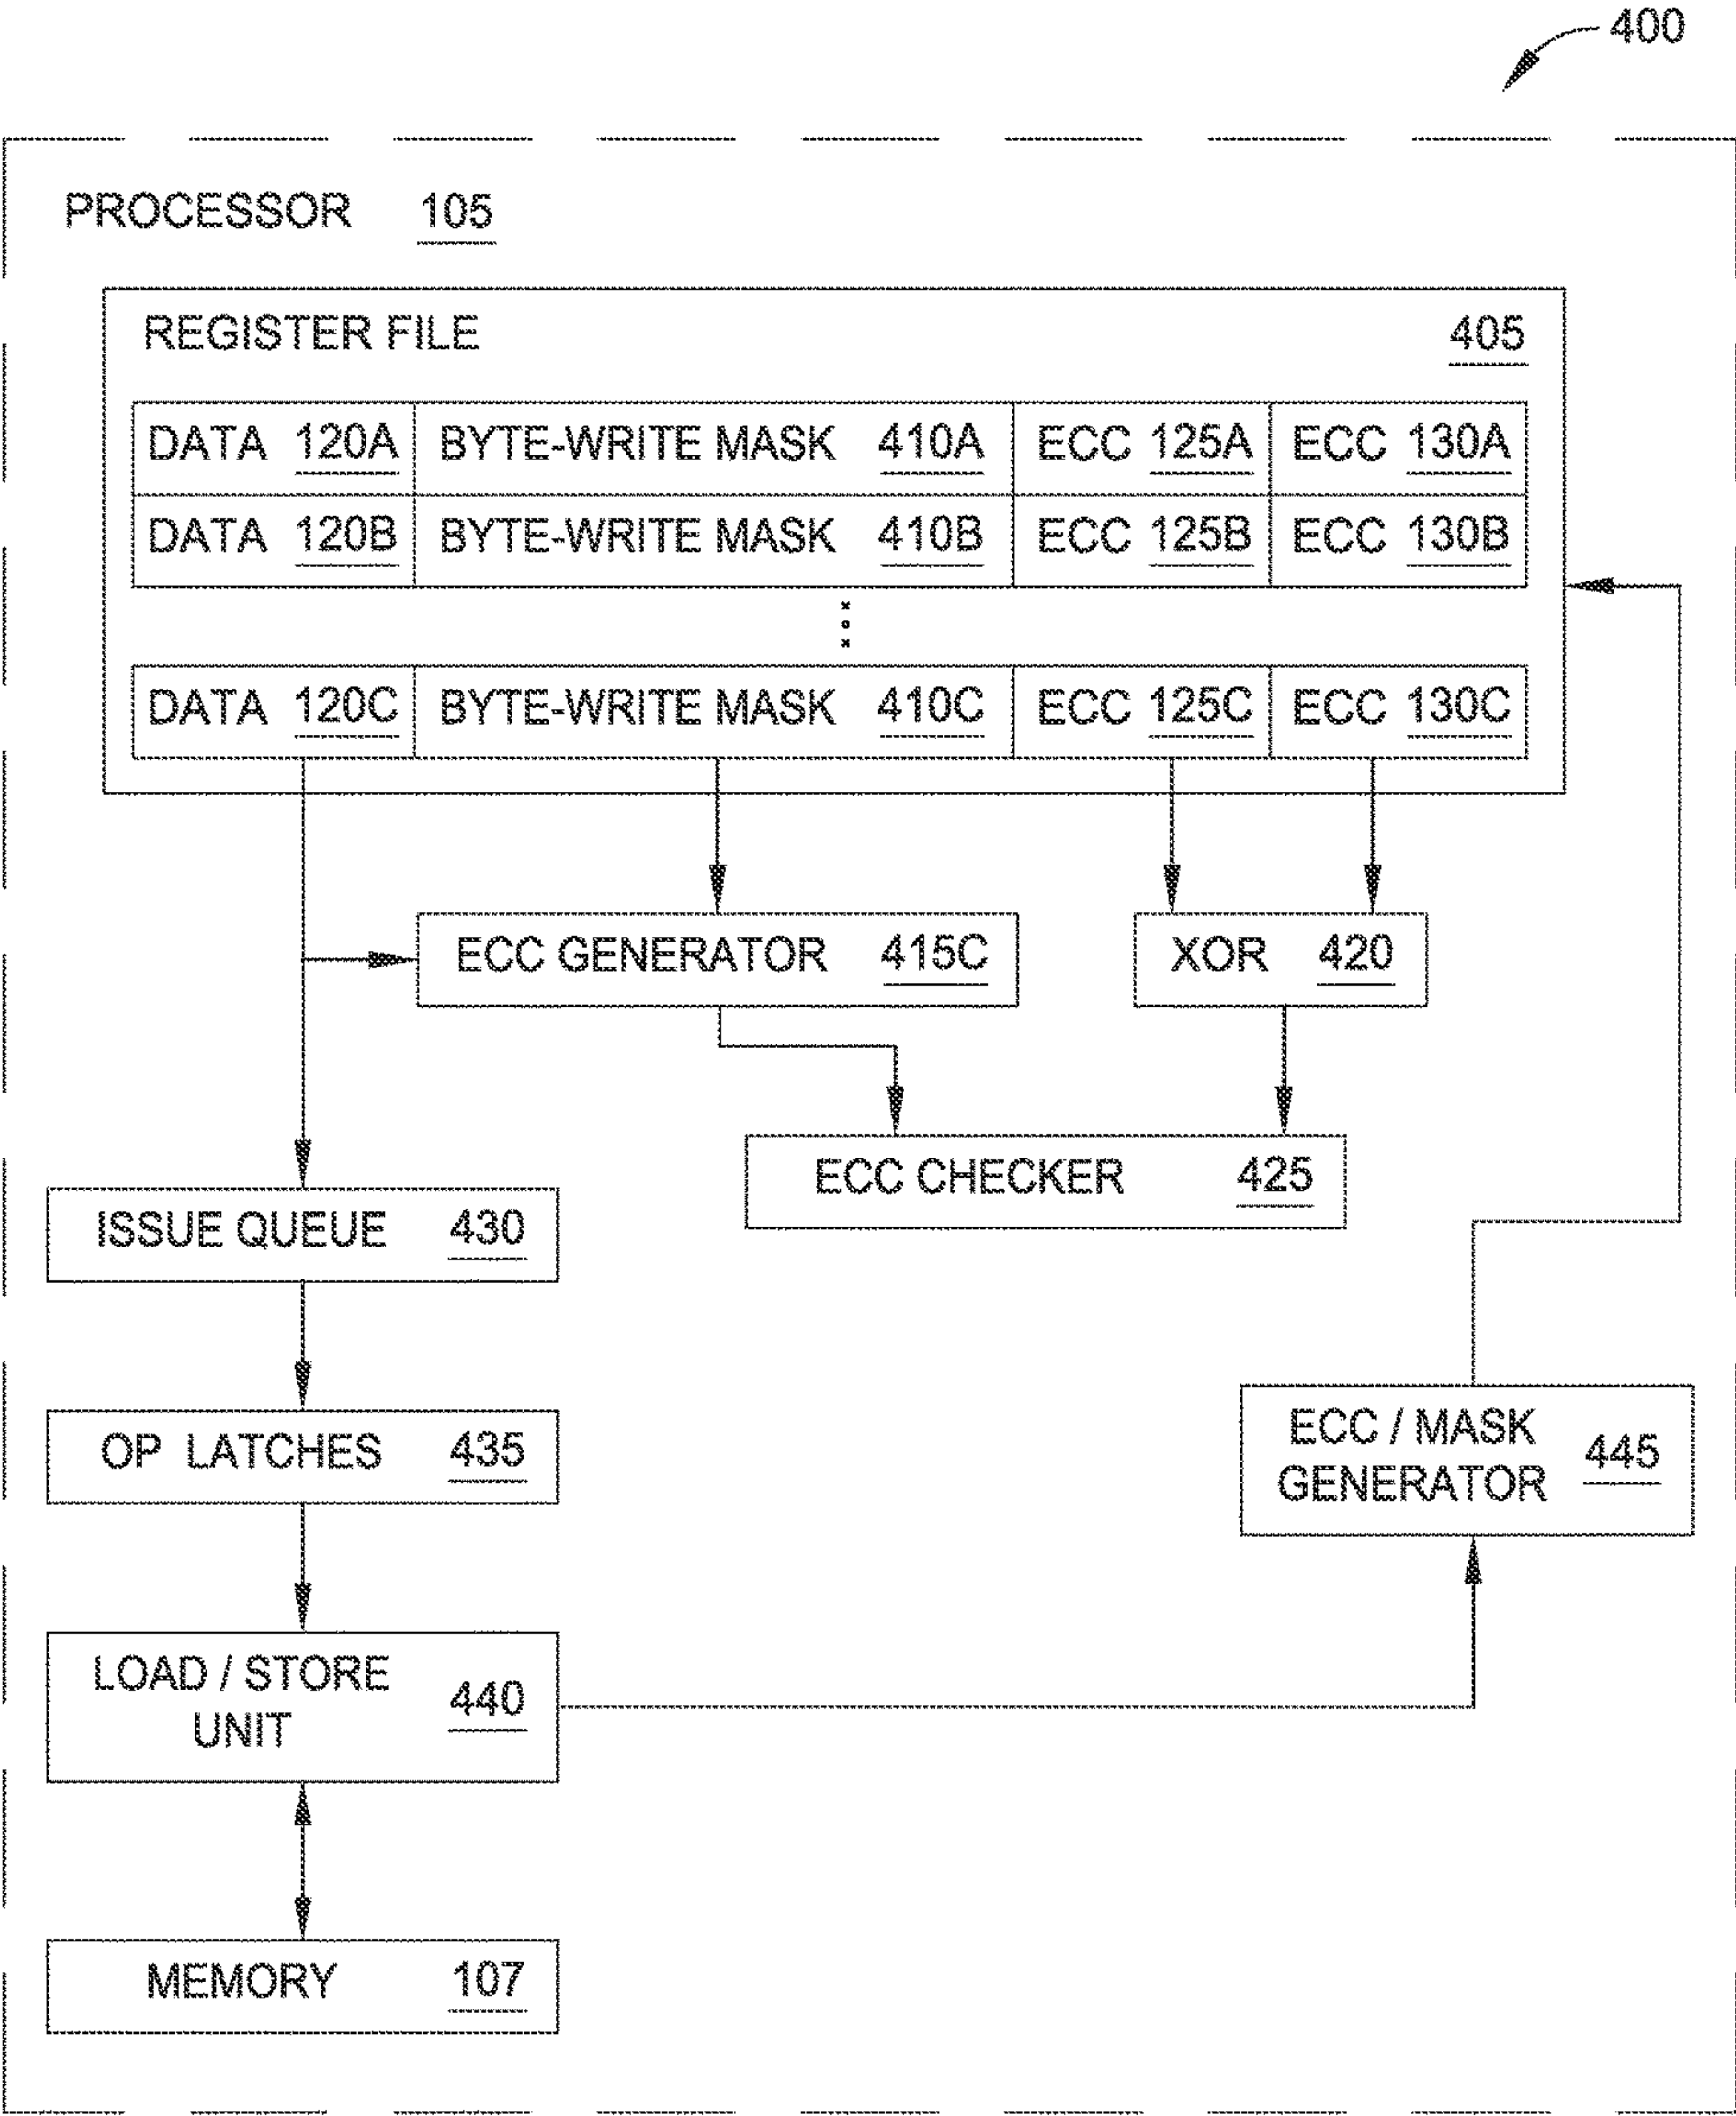 400
PROCESSOR 105
REGISTER FILE 405
DATA 120A BYTE-WRITE MASK 410A ECC 125A ECC 130A
DATA 120B BYTE-WRITE MASK 410B ECC 125B ECC 130B
DATA 120C BYTE-WRITE MASK 410C ECC 125C ECC 130C
ECC GENERATOR 415C XOR 420
ECC CHECKER 425
ISSUE QUEUE 430
OP LATCHES 435
ECC / MASK
GENERATOR 445
LOAD / STORE
UNIT 440
MEMORY 107